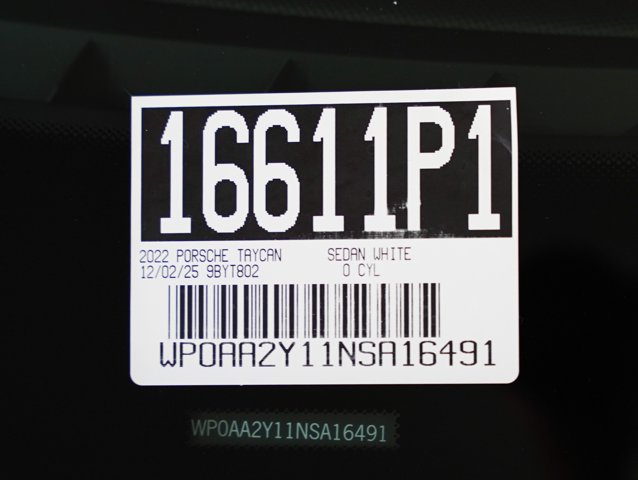 16611P1
2022 PORSCHE TAYCAN SEDAN WHITE
12/02/25 9BYT802 0 CYL
WP0AA2Y11NSA16491
WP0AA2Y11NSA16491